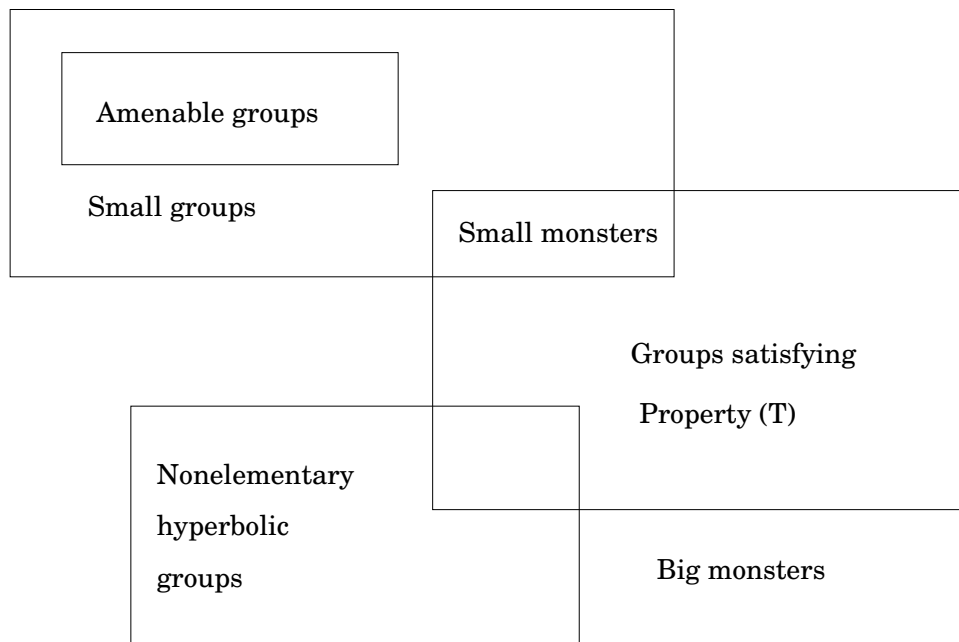 Amenable groups
Small groups
Small monsters
Groups satisfying
Property (T)
Nonelementary
hyperbolic
groups
Big monsters